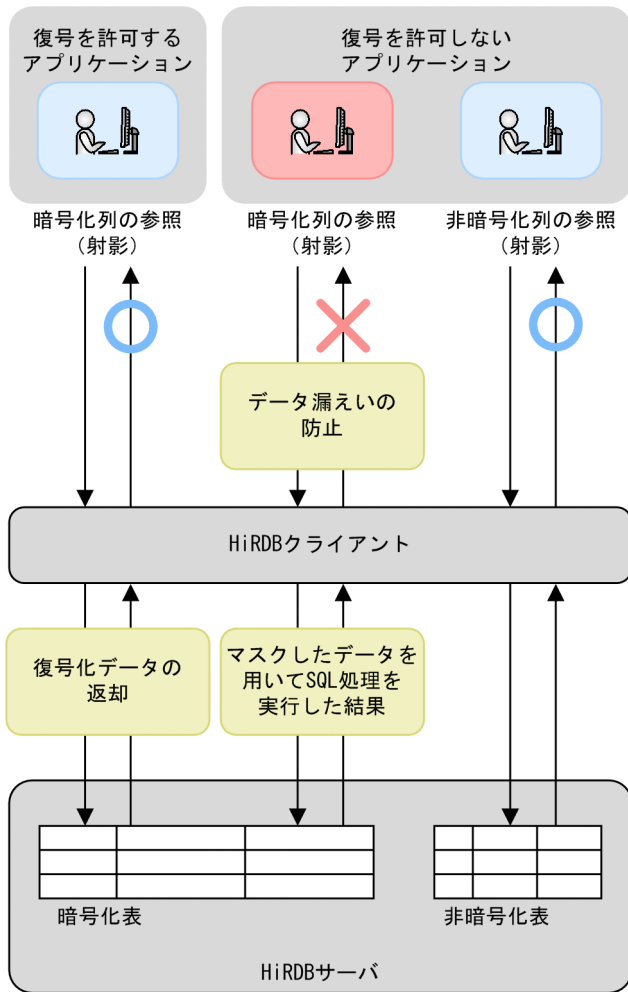 復号を許可する
アプリケーション
復号を許可しない
アプリケーション
暗号化列の参照
（射影）
暗号化列の参照
（射影）
非暗号化列の参照
（射影）
データ漏えいの
防止
HiRDBクライアント
復号化データの
返却
マスクしたデータを
用いてSQL処理を
実行した結果
暗号化表
非暗号化表
HiRDBサーバ